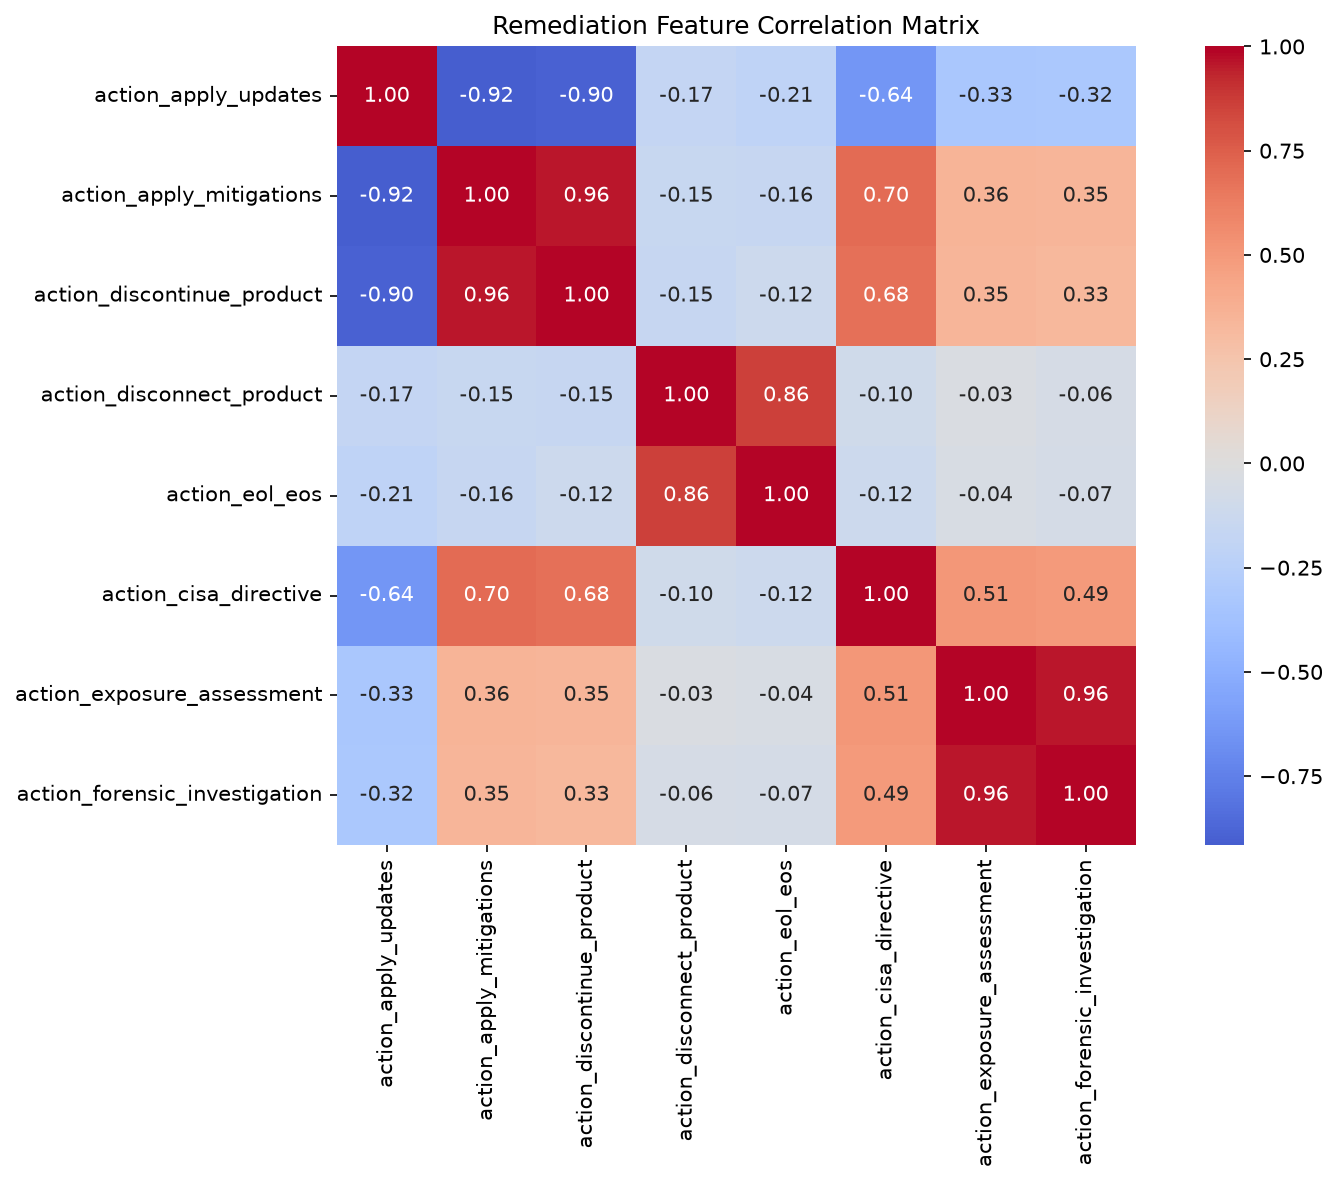 Remediation Feature Correlation Matrix
action_apply_updates 1.00 -0.92 -0.90 -0.17 -0.21 -0.64 -0.33 -0.32
action_apply_mitigations -0.92 1.00 0.96 -0.15 -0.16 0.70 0.36 0.35
action_discontinue_product -0.90 0.96 1.00 -0.15 -0.12 0.68 0.35 0.33
action_disconnect_product -0.17 -0.15 -0.15 1.00 0.86 -0.10 -0.03 -0.06
action_eol_eos -0.21 -0.16 -0.12 0.86 1.00 -0.12 -0.04 -0.07
action_cisa_directive -0.64 0.70 0.68 -0.10 -0.12 1.00 0.51 0.49
action_exposure_assessment -0.33 0.36 0.35 -0.03 -0.04 0.51 1.00 0.96
action_forensic_investigation -0.32 0.35 0.33 -0.06 -0.07 0.49 0.96 1.00
action_apply_updates
action_apply_mitigations
action_discontinue_product
action_disconnect_product
action_eol_eos
action_cisa_directive
action_exposure_assessment
action_forensic_investigation
1.00
0.75
0.50
0.25
0.00
−0.25
−0.50
−0.75